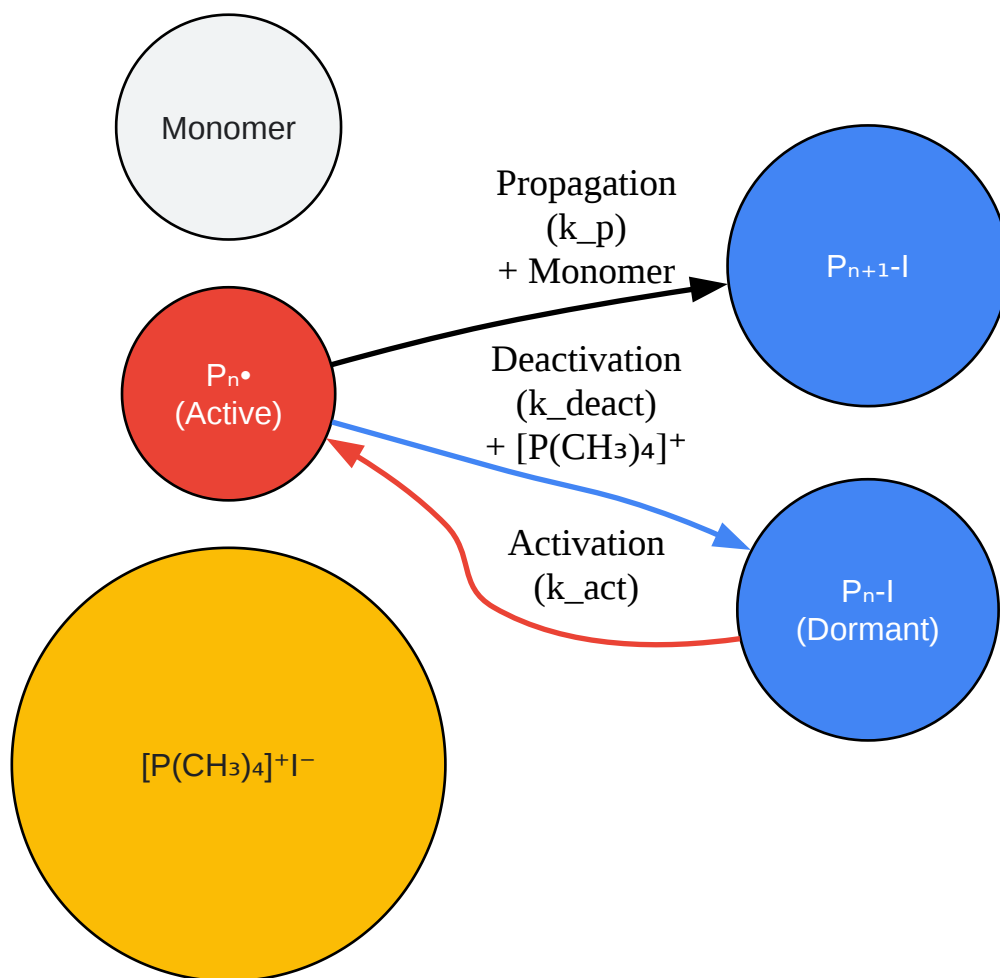 Monomer
Propagation
(k_p)
+ Monomer
Pₙ₊₁-I
Pₙ•
(Active)
Deactivation
(k_deact)
+ [P(CH₃)₄]⁺
Activation
(k_act)
Pₙ-I
(Dormant)
[P(CH₃)₄]⁺I⁻